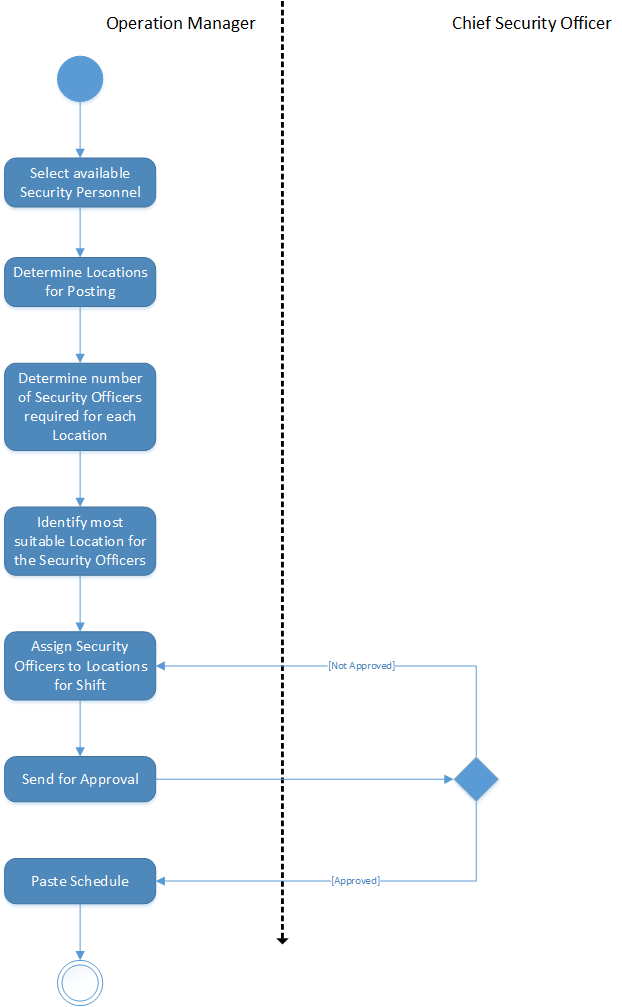 Operation Manager
Chief Security Officer
Select available
Security Personnel
Determine Locations
for Posting
Determine number
of Security Officers
required for each
Location
Identify most
suitable Location for
the Security Officers
Assign Security
Officers to Locations
for Shift
[Not Approved]
Send for Approval
Paste Schedule
[Approved]